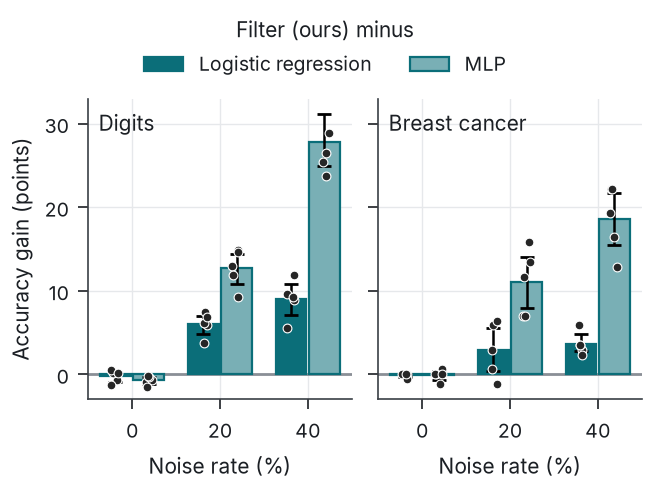 Filter (ours) minus
Logistic regression MLP
Digits
Breast cancer
Accuracy gain (points)
30
20
10
0
0 20 40
0 20 40
Noise rate (%)
Noise rate (%)